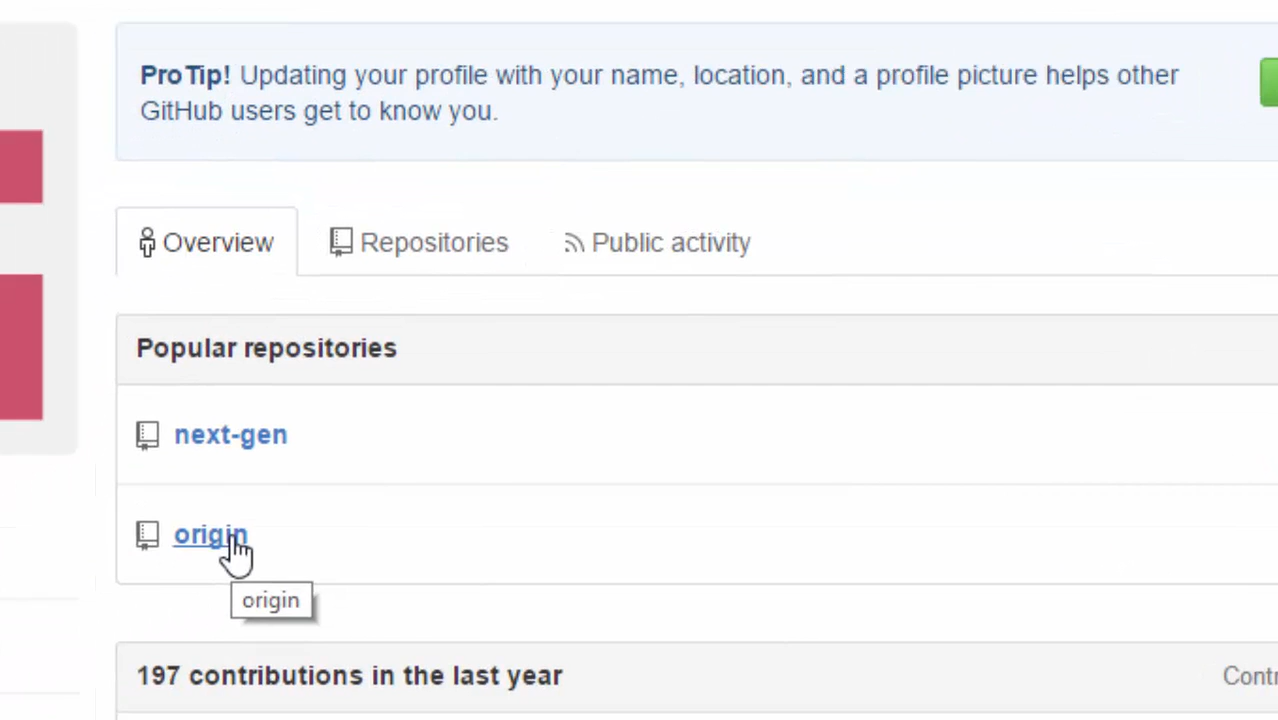 ProTip! Updating your profile with your name, location, and a profile picture helps other
GitHub users get to know you.
Overview Repositories Public activity
Popular repositories
next-gen
origin
origin
197 contributions in the last year